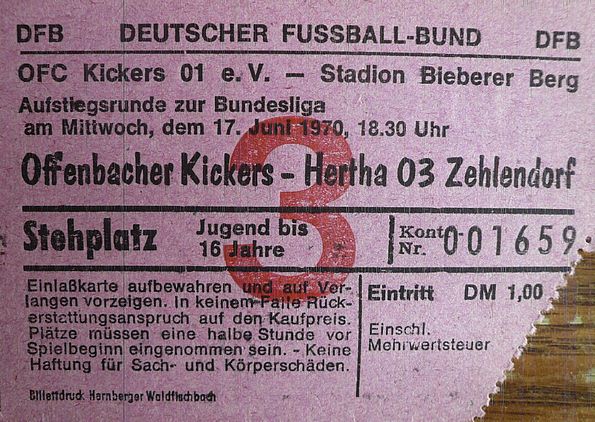 DFB DEUTSCHER FUSSBALL-BUND DFB
OFC Kickers 01 e. V. — Stadion Bieberer Berg
Aufstiegsrunde zur Bundesliga
am Mittwoch, dem 17. Juni 1970, 18.30 Uhr
Offenbacher Kickers - Hertha 03 Zehlendorf
3
Stehplatz
Jugend bis
16 Jahre
Kont.
Nr. 001659
Einlaßkarte aufbewahren und auf Ver-
langen vorzeigen. In keinem Falle Rück-
erstattungsanspruch auf den Kaufpreis.
Plätze müssen eine halbe Stunde vor
Spielbeginn eingenommen sein. - Keine
Haftung für Sach- und Körperschäden.
Eintritt DM 1,00
Einschl.
Mehrwertsteuer
Billettdruck Hernberger Waldfischbach